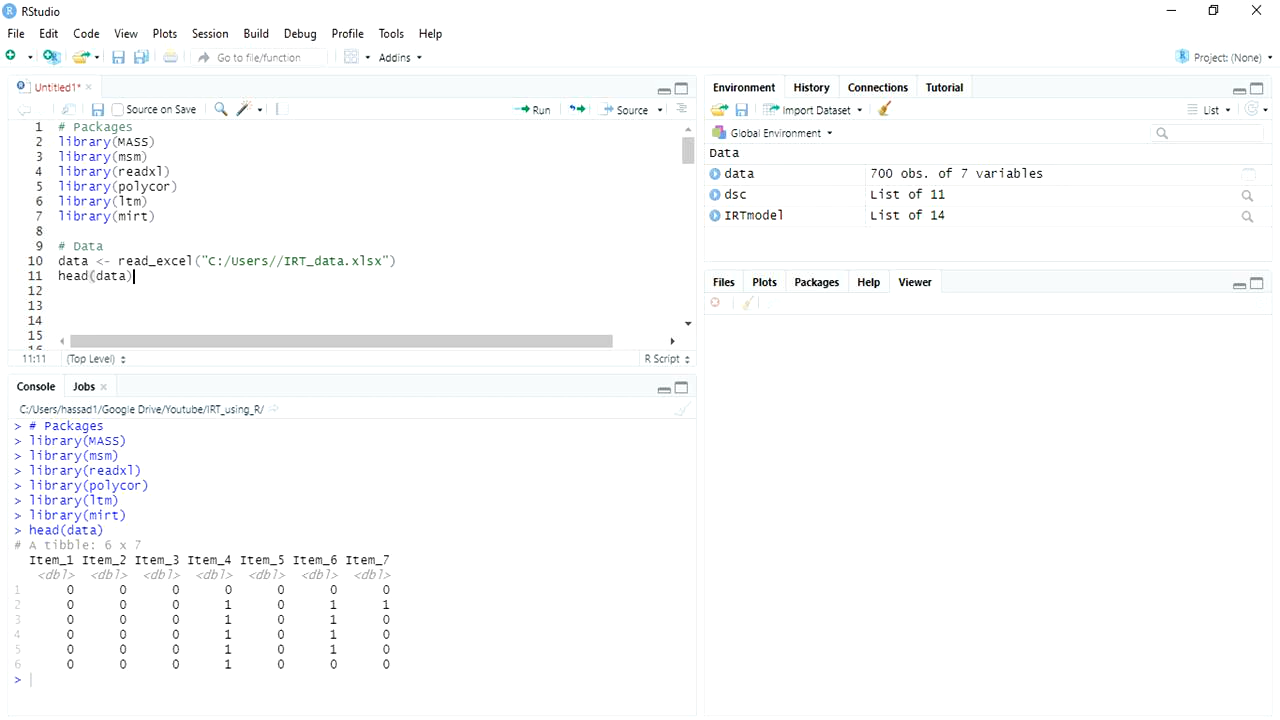 RStudio
File Edit Code View Plots Session Build Debug Profile Tools Help
Go to file/function Addins Project: (None)
Untitled1*
Source on Save Run Source
1 # Packages
2 library(MASS)
3 library(msm)
4 library(readxl)
5 library(polycor)
6 library(ltm)
7 library(mirt)
8
9 # Data
10 data <- read_excel("C:/Users//IRT_data.xlsx")
11 head(data)
12
13
14
15
16
11:11 (Top Level) R Script
Console Jobs
C:/Users/hassad1/Google Drive/Youtube/IRT_using_R/
> # Packages
> library(MASS)
> library(msm)
> library(readxl)
> library(polycor)
> library(ltm)
> library(mirt)
> head(data)
# A tibble: 6 x 7
Item_1 Item_2 Item_3 Item_4 Item_5 Item_6 Item_7
<dbl> <dbl> <dbl> <dbl> <dbl> <dbl> <dbl>
1 0 0 0 0 0 0 0
2 0 0 0 1 0 1 1
3 0 0 0 1 0 1 0
4 0 0 0 1 0 1 0
5 0 0 0 1 0 1 0
6 0 0 0 1 0 0 0
>
Environment History Connections Tutorial
Import Dataset List
Global Environment
Data
data 700 obs. of 7 variables
dsc List of 11
IRTmodel List of 14
Files Plots Packages Help Viewer